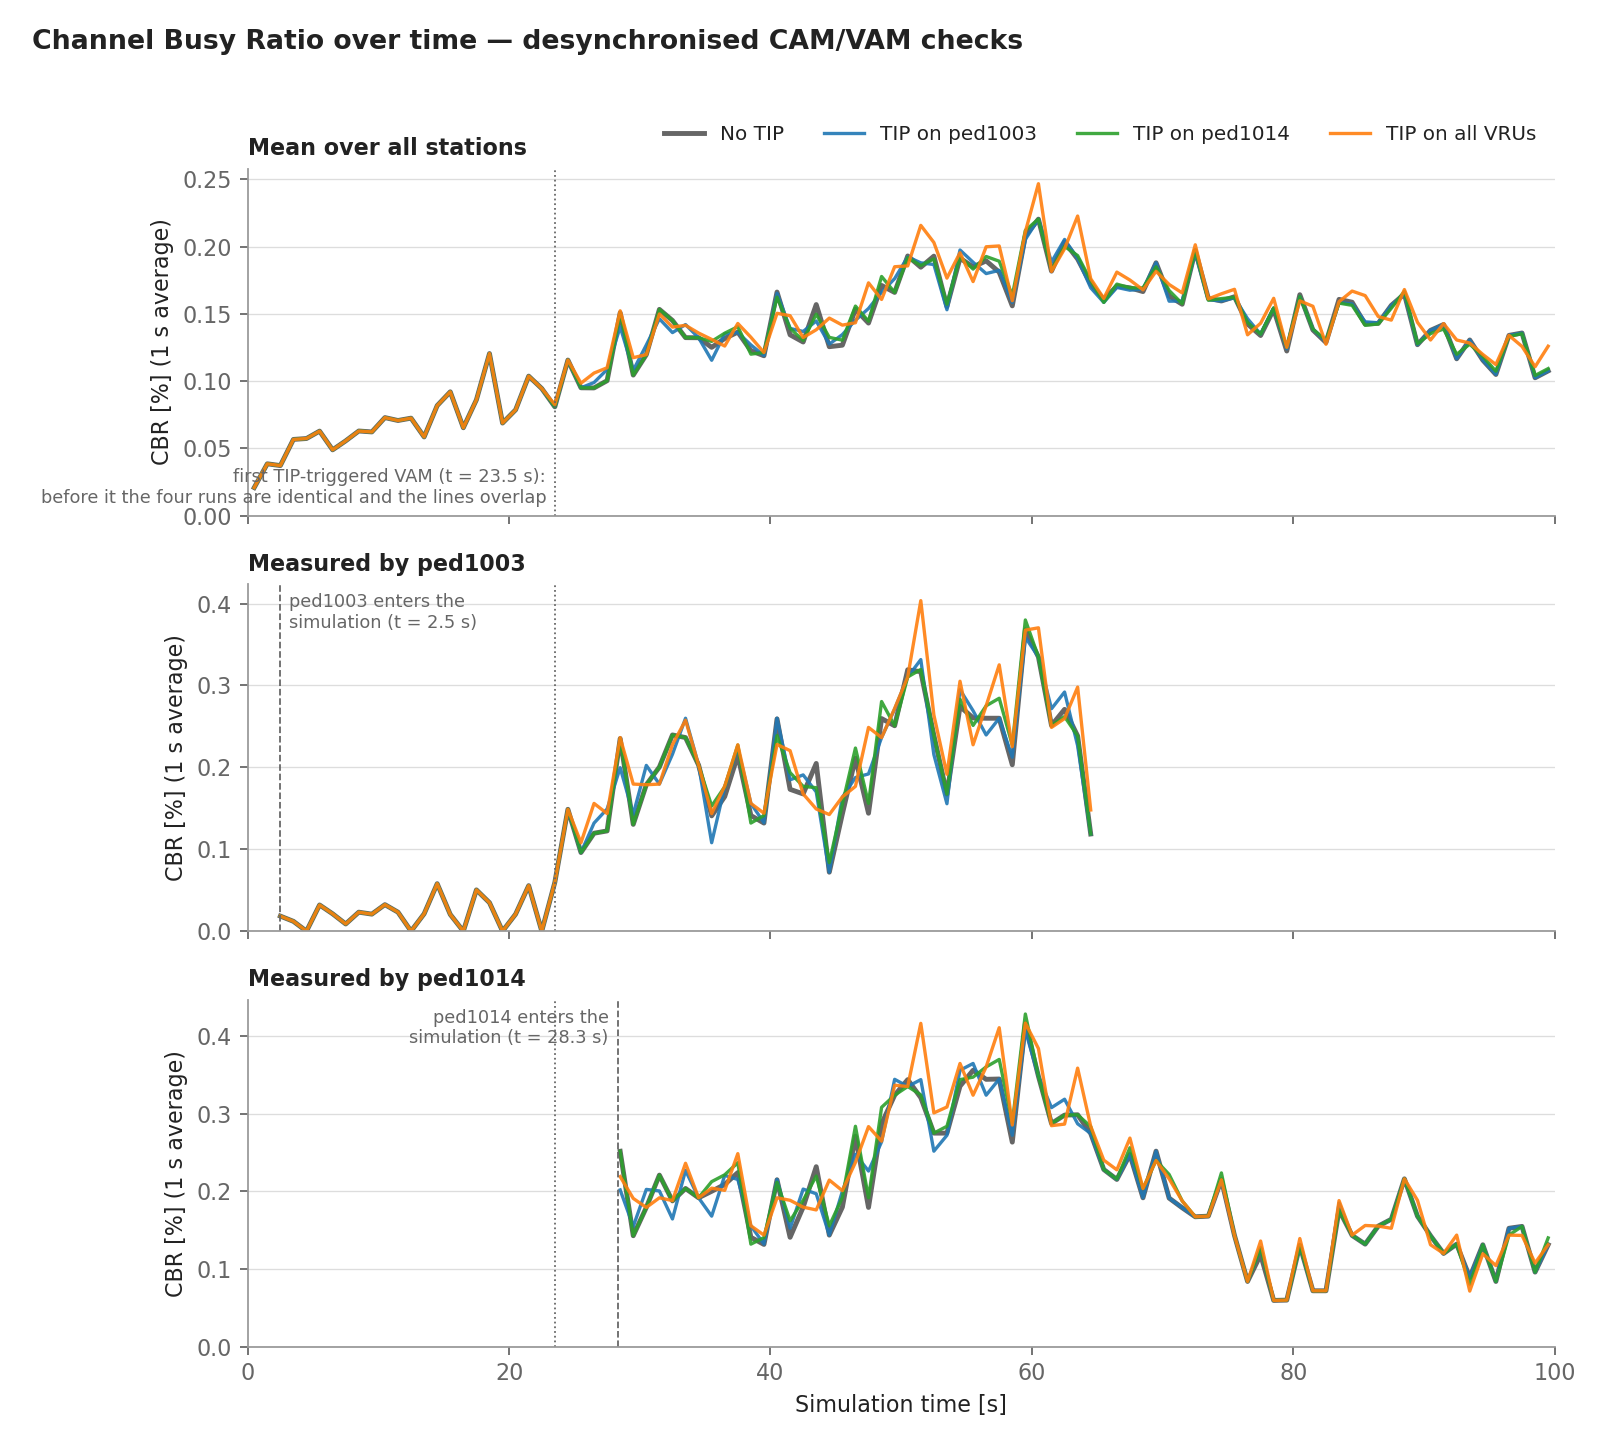 Channel Busy Ratio over time — desynchronised CAM/VAM checks
No TIP
TIP on ped1003
TIP on ped1014
TIP on all VRUs
Mean over all stations
0.25
0.20
0.15
0.10
0.05
0.00
CBR [%] (1 s average)
first TIP-triggered VAM (t = 23.5 s):
before it the four runs are identical and the lines overlap
Measured by ped1003
0.4
0.3
0.2
0.1
0.0
CBR [%] (1 s average)
ped1003 enters the
simulation (t = 2.5 s)
Measured by ped1014
0.4
0.3
0.2
0.1
0.0
CBR [%] (1 s average)
ped1014 enters the
simulation (t = 28.3 s)
0
20
40
60
80
100
Simulation time [s]